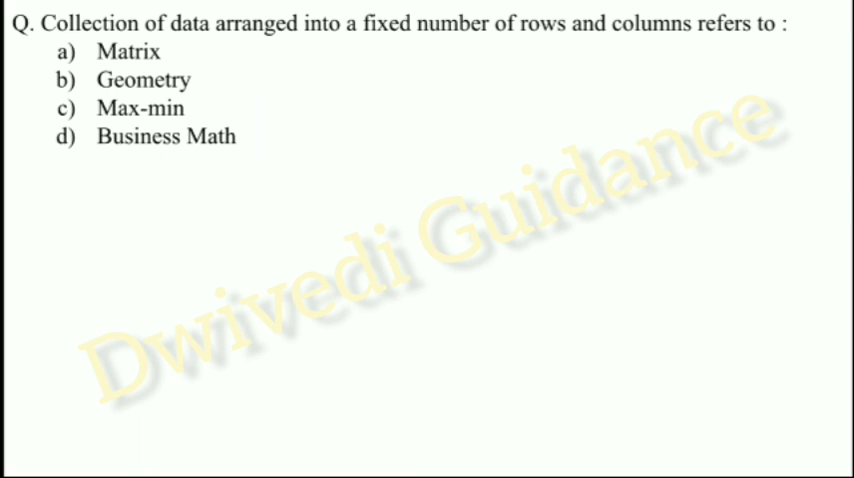 Q. Collection of data arranged into a fixed number of rows and columns refers to :
a) Matrix
b) Geometry
c) Max-min
d) Business Math
Dwivedi Guidance